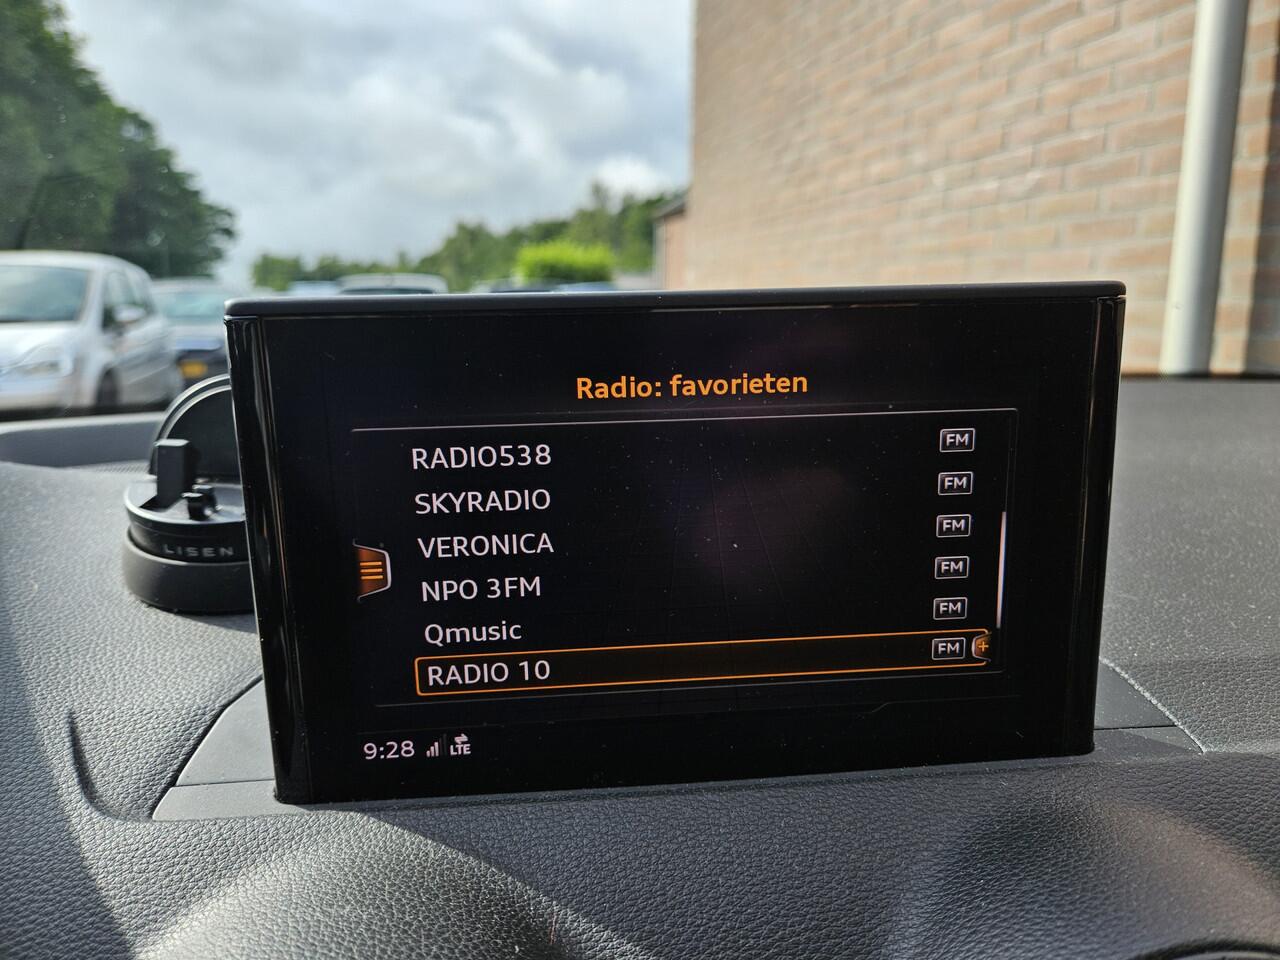 Radio: favorieten
RADIO538 FM
SKYRADIO FM
VERONICA FM
NPO 3FM FM
Qmusic FM
RADIO 10 FM +
9:28 LTE
LISEN